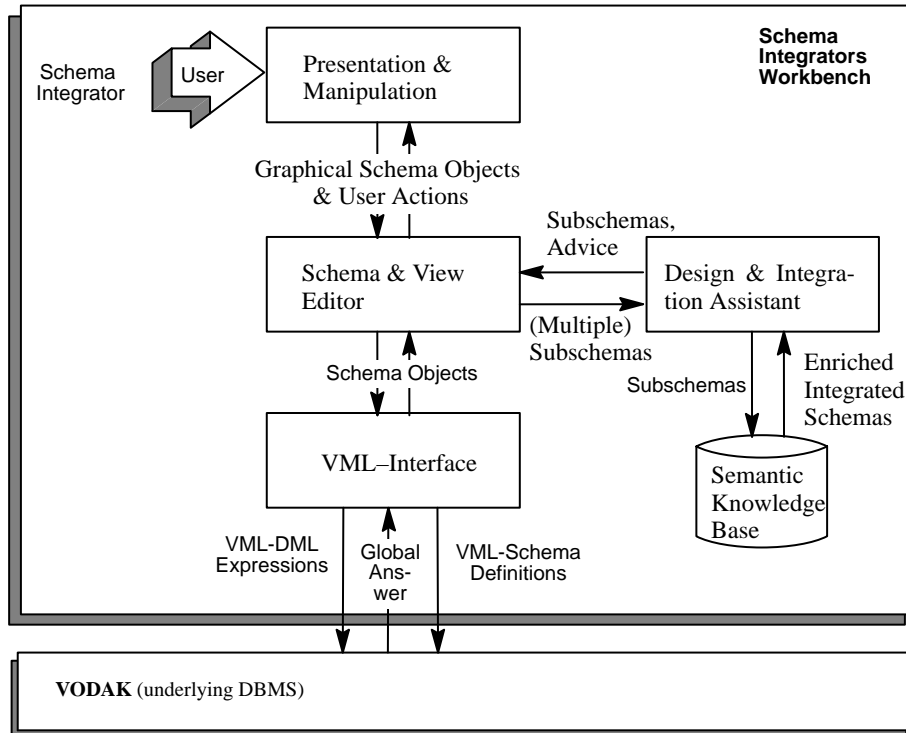 Schema
Integrators
Workbench
Schema
Integrator
User
Presentation &
Manipulation
Graphical Schema Objects
& User Actions
Subschemas,
Advice
Schema & View
Editor
Design & Integra-
tion Assistant
(Multiple)
Subschemas
Schema Objects
Subschemas
Enriched
Integrated
Schemas
VML–Interface
Semantic
Knowledge
Base
VML-DML
Expressions
Global
Ans-
wer
VML-Schema
Definitions
VODAK (underlying DBMS)